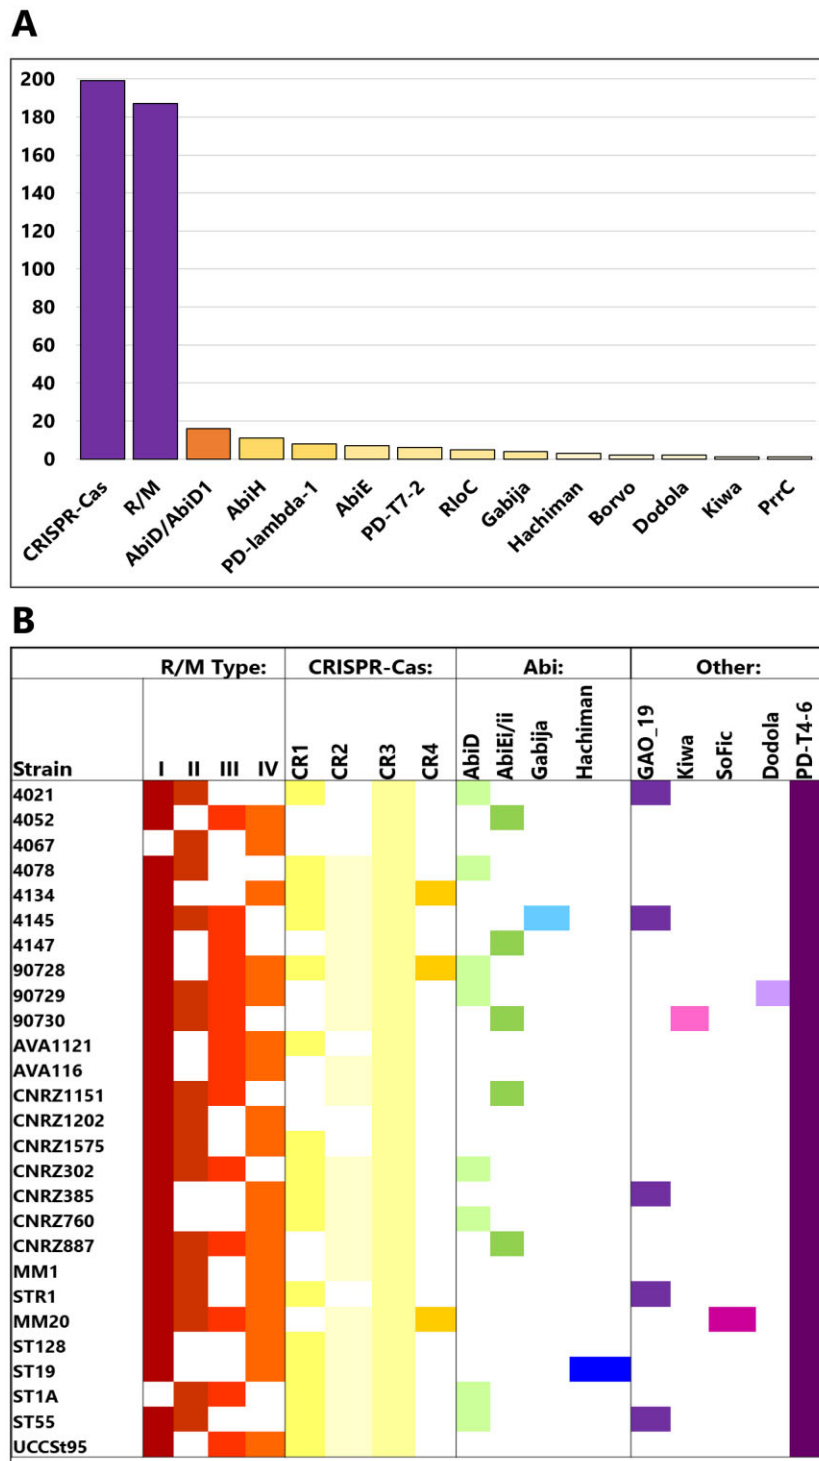 A
200
180
160
140
120
100
80
60
40
20
0
CRISPR-Cas
R/M
AbiD/AbiD1
AbiH
PD-lambda-1
AbiE
PD-T7-2
RloC
Gabija
Hachiman
Borvo
Dodola
Kiwa
PrrC
B
R/M Type: CRISPR-Cas: Abi: Other:
Strain I II III IV CR1 CR2 CR3 CR4 AbiD AbiEi/ii Gabija Hachiman GAO_19 Kiwa SoFic Dodola PD-T4-6
4021
4052
4067
4078
4134
4145
4147
90728
90729
90730
AVA1121
AVA116
CNRZ1151
CNRZ1202
CNRZ1575
CNRZ302
CNRZ385
CNRZ760
CNRZ887
MM1
STR1
MM20
ST128
ST19
ST1A
ST55
UCCSt95